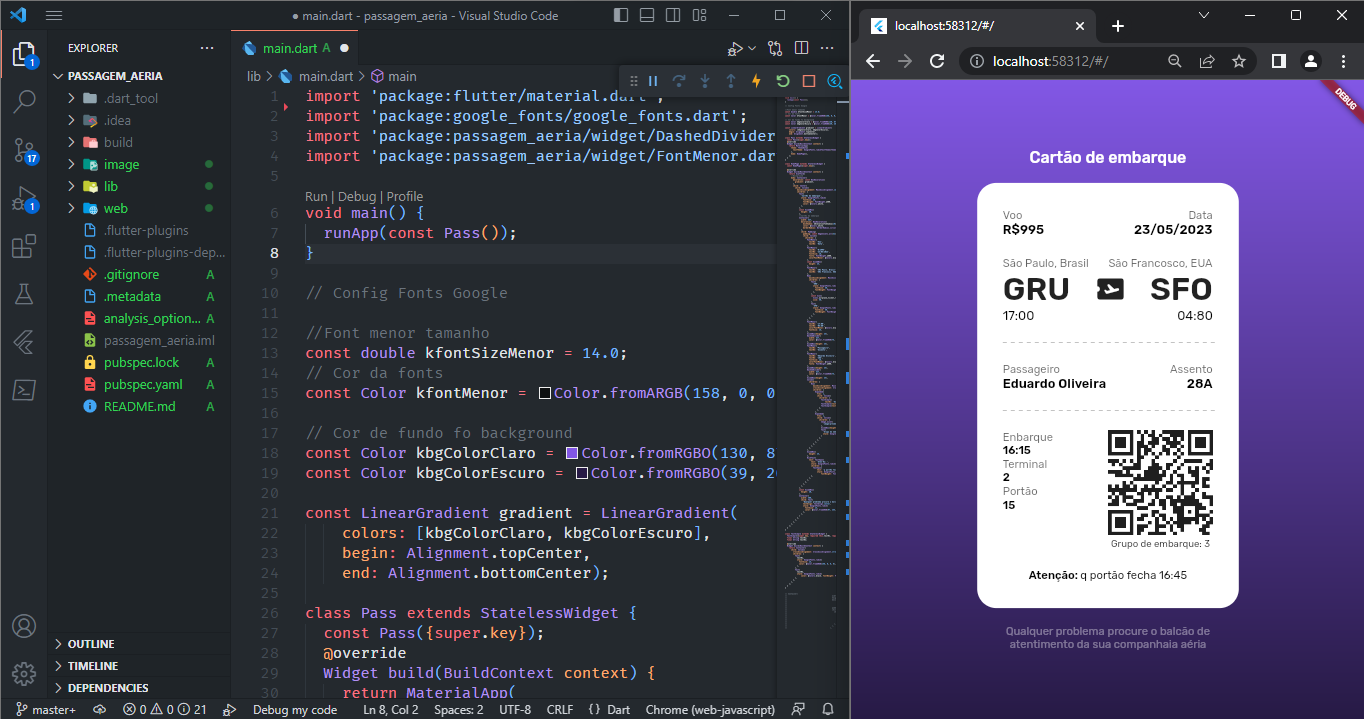 main.dart - passagem_aeria - Visual Studio Code
EXPLORER
PASSAGEM_AERIA
.dart_tool
.idea
build
image
lib
web
.flutter-plugins
.flutter-plugins-dep...
.gitignore A
.metadata A
analysis_option... A
passagem_aeria.iml
pubspec.lock A
pubspec.yaml A
README.md A
OUTLINE
TIMELINE
DEPENDENCIES
1
17
1
main.dart A
lib > main.dart > main
1 import 'package:flutter/material.dart';
2 import 'package:google_fonts/google_fonts.dart';
3 import 'package:passagem_aeria/widget/DashedDivider
4 import 'package:passagem_aeria/widget/FontMenor.dar
5
Run | Debug | Profile
6 void main() {
7 runApp(const Pass());
8 }
9
10 // Config Fonts Google
11
12 //Font menor tamanho
13 const double kfontSizeMenor = 14.0;
14 // Cor da fonts
15 const Color kfontMenor = Color.fromARGB(158, 0, 0
16
17 // Cor de fundo fo background
18 const Color kbgColorClaro = Color.fromRGBO(130, 8
19 const Color kbgColorEscuro = Color.fromRGBO(39, 2
20
21 const LinearGradient gradient = LinearGradient(
22 colors: [kbgColorClaro, kbgColorEscuro],
23 begin: Alignment.topCenter,
24 end: Alignment.bottomCenter);
25
26 class Pass extends StatelessWidget {
27 const Pass({super.key});
28 @override
29 Widget build(BuildContext context) {
30 return MaterialApp(
master+ 0 0 21 Debug my code Ln 8, Col 2 Spaces: 2 UTF-8 CRLF {} Dart Chrome (web-javascript)
localhost:58312/#/
localhost:58312/#/
DEBUG
Cartão de embarque
Voo Data
R$995 23/05/2023
São Paulo, Brasil São Francosco, EUA
GRU SFO
17:00 04:80
Passageiro Assento
Eduardo Oliveira 28A
Enbarque
16:15
Terminal
2
Portão
15
Grupo de embarque: 3
Atenção: q portão fecha 16:45
Qualquer problema procure o balcão de
atentimento da sua companhaia aéria